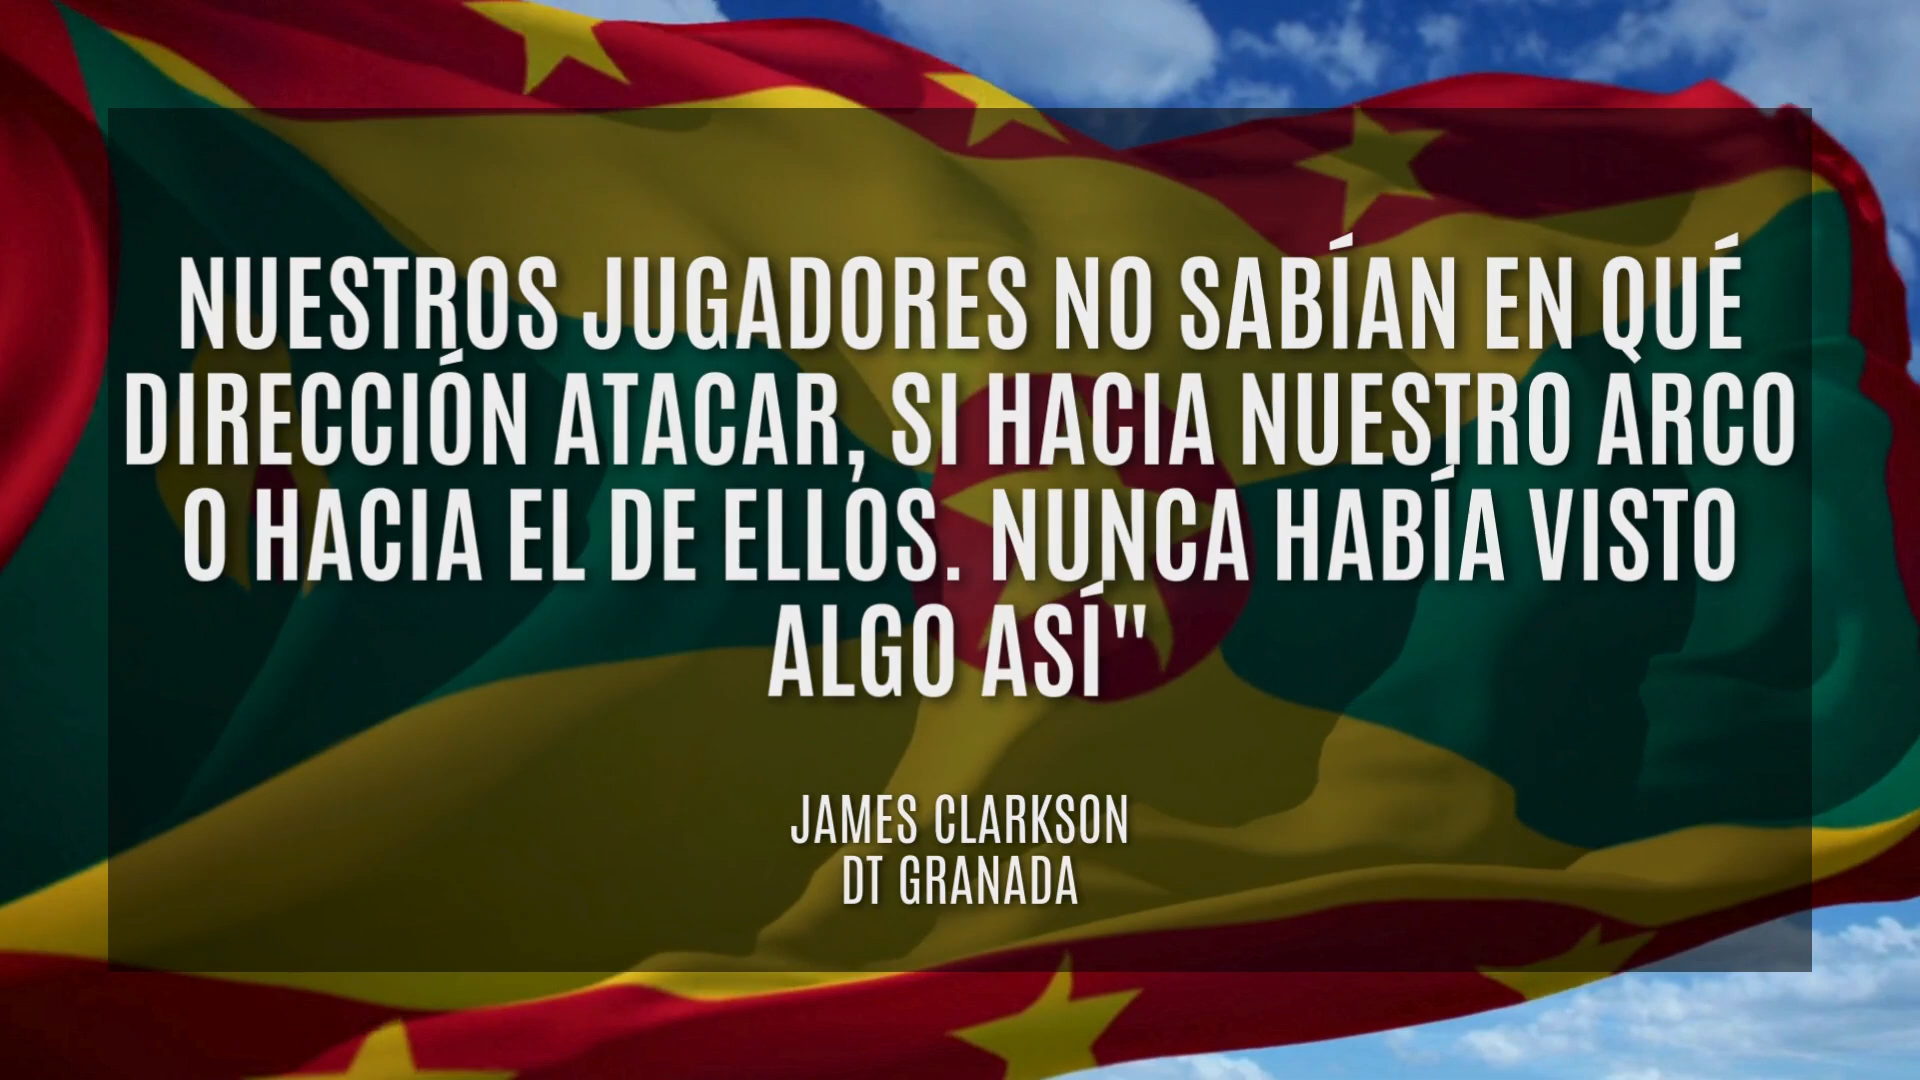 NUESTROS JUGADORES NO SABÍAN EN QUÉ
DIRECCIÓN ATACAR, SI HACIA NUESTRO ARCO
O HACIA EL DE ELLOS. NUNCA HABÍA VISTO
ALGO ASÍ"
JAMES CLARKSON
DT GRANADA